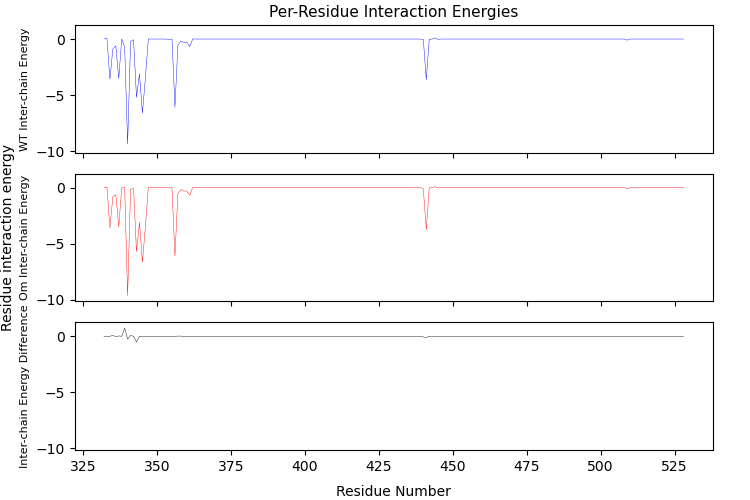 Per-Residue Interaction Energies
Residue interaction energy
WT Inter-chain Energy
0
−5
−10
Om Inter-chain Energy
0
−5
−10
Inter-chain Energy Difference
0
−5
−10
325 350 375 400 425 450 475 500 525
Residue Number